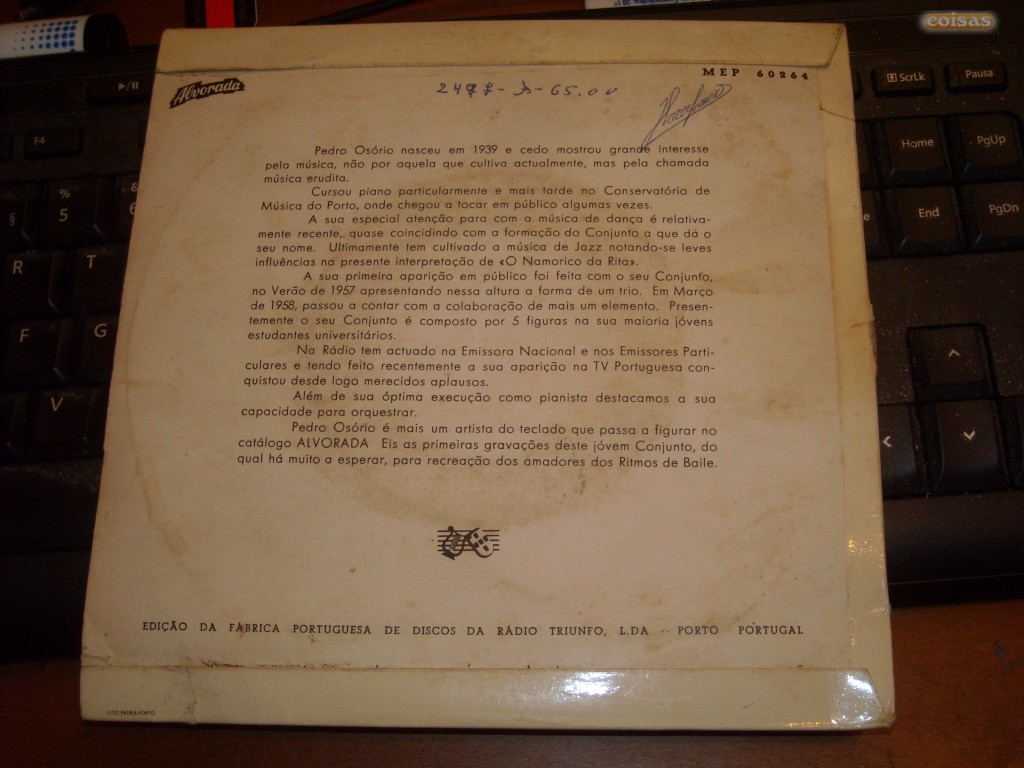 coisas
Alvorada
MEP 60264
65.00
Pedro Osório nasceu em 1939 e cedo mostrou grande interesse
pela música, não por aquela que cultiva actualmente, mas pela chamada
música erudita.
Cursou piano particularmente e mais tarde no Conservatório de
Música do Porto, onde chegou a tocar em público algumas vezes.
A sua especial atenção para com a música de dança é relativa-
mente recente, quase coincidindo com a formação do Conjunto a que dá o
seu nome. Ultimamente tem cultivado a música de Jazz notando-se leves
influências na presente interpretação de «O Namorico da Rita».
A sua primeira aparição em público foi feita com o seu Conjunto,
no Verão de 1957 apresentando nessa altura a forma de um trio. Em Março
de 1958, passou a contar com a colaboração de mais um elemento. Presen-
temente o seu Conjunto é composto por 5 figuras na sua maioria jóvens
estudantes universitários.
Na Rádio tem actuado na Emissora Nacional e nos Emissores Parti-
culares e tendo feito recentemente a sua aparição na TV Portuguesa con-
quistou desde logo merecidos aplausos.
Além de sua óptima execução como pianista destacamos a sua
capacidade para orquestrar.
Pedro Osório é mais um artista do teclado que passa a figurar no
catálogo ALVORADA Eis as primeiras gravações deste jóvem Conjunto, do
qual há muito a esperar, para recreação dos amadores dos Ritmos de Baile.
EDIÇÃO DA FÁBRICA PORTUGUESA DE DISCOS DA RÁDIO TRIUNFO, L.DA - PORTO PORTUGAL
LITO PÁTRIA-PORTO
ScrLk
Pausa
Home
PgUp
End
PgDn
F4
%
5
&
6
§
R
T
F
G
V